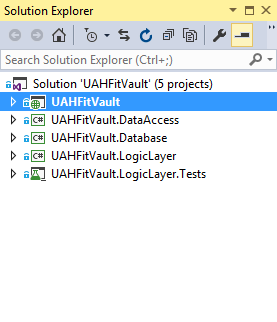 Solution Explorer
Search Solution Explorer (Ctrl+;)
Solution 'UAHFitVault' (5 projects)
UAHFitVault
C# UAHFitVault.DataAccess
C# UAHFitVault.Database
C# UAHFitVault.LogicLayer
UAHFitVault.LogicLayer.Tests